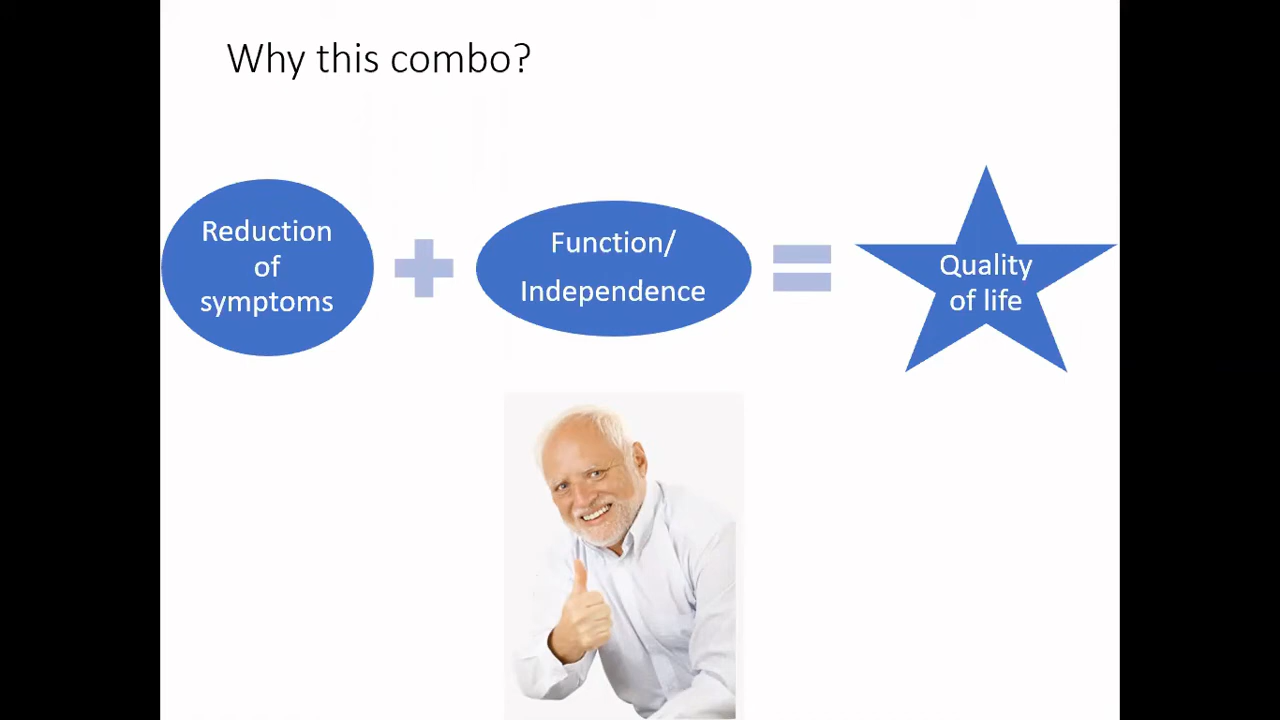 Why this combo?
Reduction
of
symptoms
Function/
Independence
Quality
of life